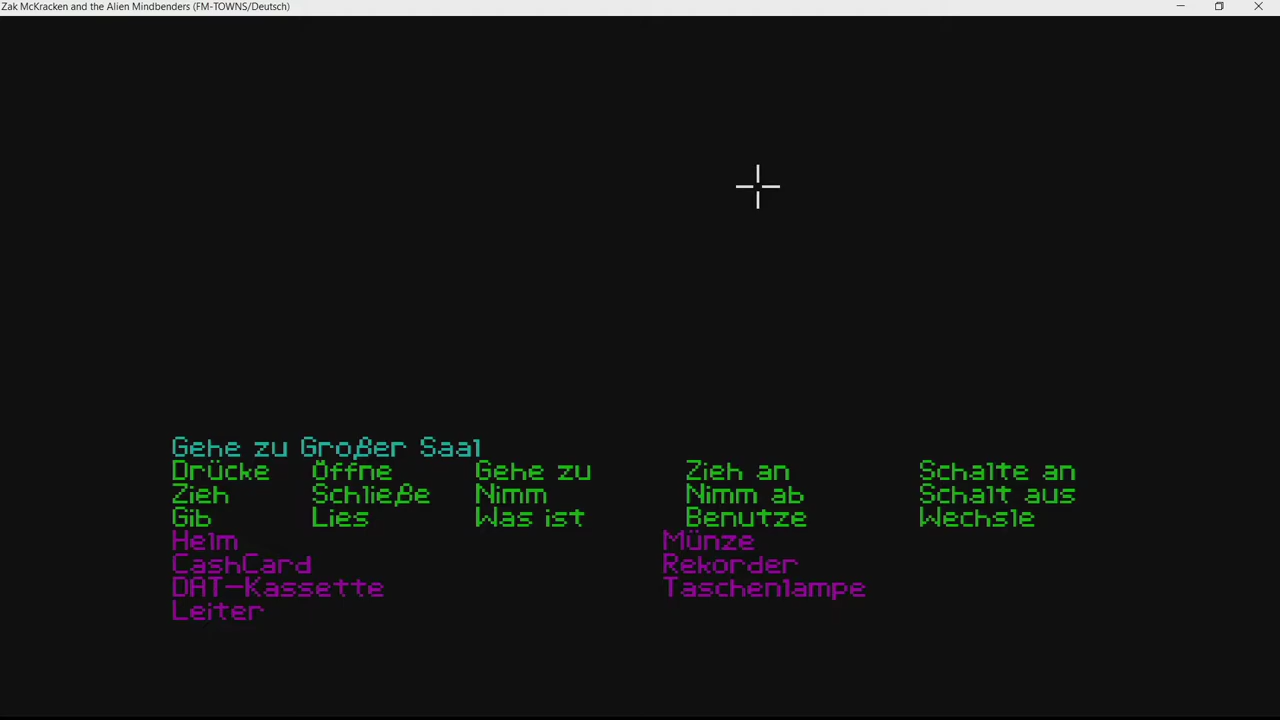 Zak McKracken and the Alien Mindbenders (FM-TOWNS/Deutsch)
Gehe zu Großer Saal
Drücke Öffne Gehe zu Zieh an Schalte an
Zieh Schließe Nimm Nimm ab Schalt aus
Gib Lies Was ist Benutze Wechsle
Helm Münze
CashCard Rekorder
DAT-Kassette Taschenlampe
Leiter